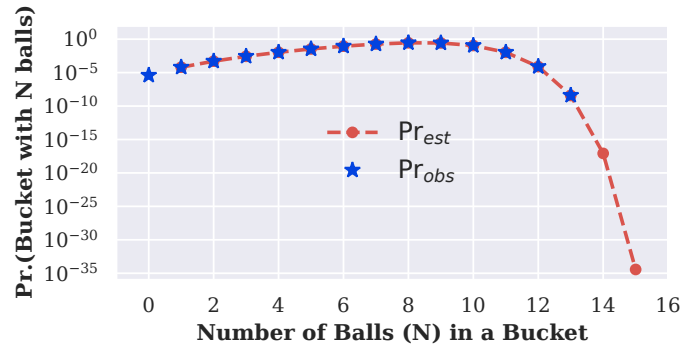 Pr.(Bucket with N balls)
10^0
10^-5
10^-10
10^-15
10^-20
10^-25
10^-30
10^-35
Pr_est
Pr_obs
0 2 4 6 8 10 12 14 16
Number of Balls (N) in a Bucket